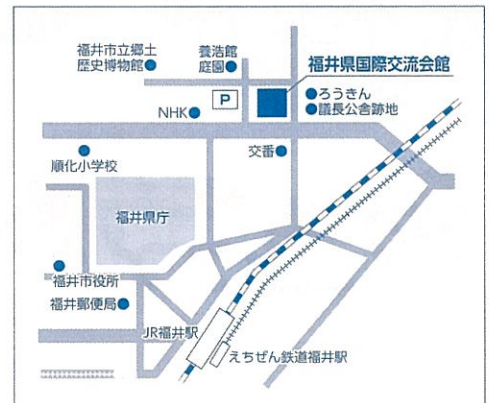 福井市立郷土
歴史博物館
養浩館
庭園
福井県国際交流会館
P
NHK
ろうきん
議長公舎跡地
交番
順化小学校
福井県庁
福井市役所
福井郵便局
JR福井駅
えちぜん鉄道福井駅